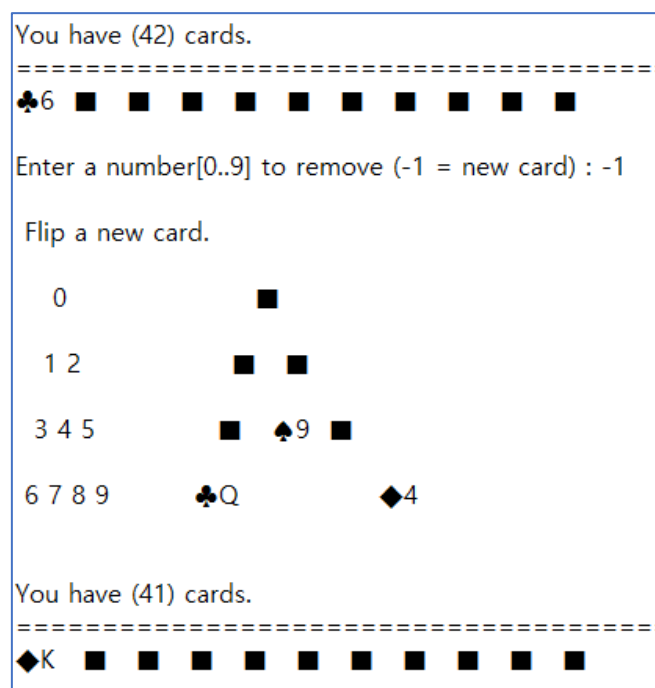 You have (42) cards.
=====================================
♣6 ■ ■ ■ ■ ■ ■ ■ ■ ■ ■
Enter a number[0..9] to remove (-1 = new card) : -1
Flip a new card.
0 ■
1 2 ■ ■
3 4 5 ■ ♠9 ■
6 7 8 9 ♣Q ◆4
You have (41) cards.
=====================================
◆K ■ ■ ■ ■ ■ ■ ■ ■ ■ ■